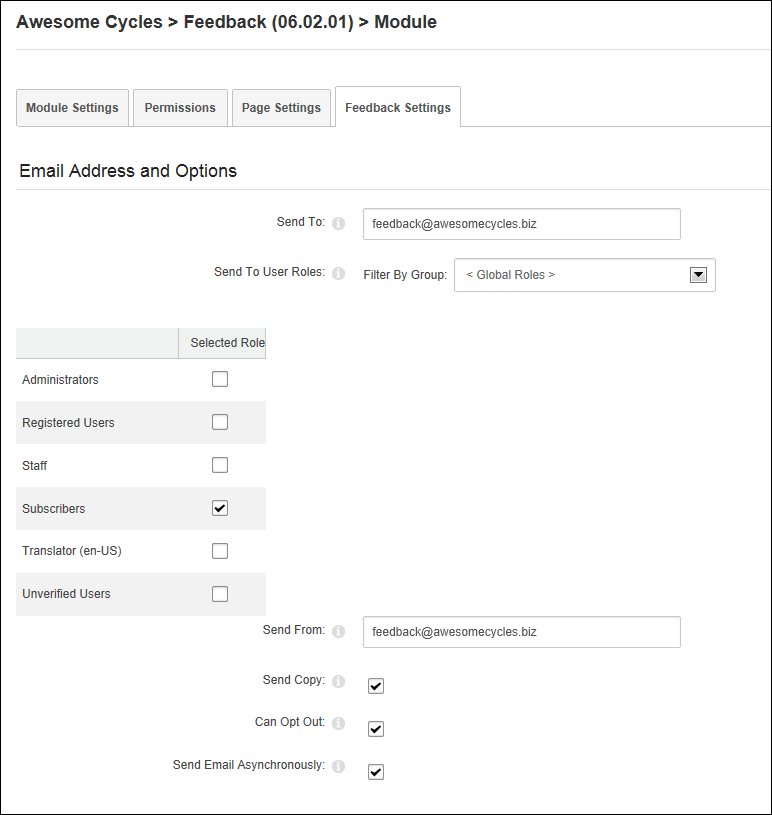 Awesome Cycles > Feedback (06.02.01) > Module
Module Settings
Permissions
Page Settings
Feedback Settings
Email Address and Options
Send To:
feedback@awesomecycles.biz
Send To User Roles:
Filter By Group:
< Global Roles >
Selected Role
Administrators
Registered Users
Staff
Subscribers
Translator (en-US)
Unverified Users
Send From:
feedback@awesomecycles.biz
Send Copy:
Can Opt Out:
Send Email Asynchronously: